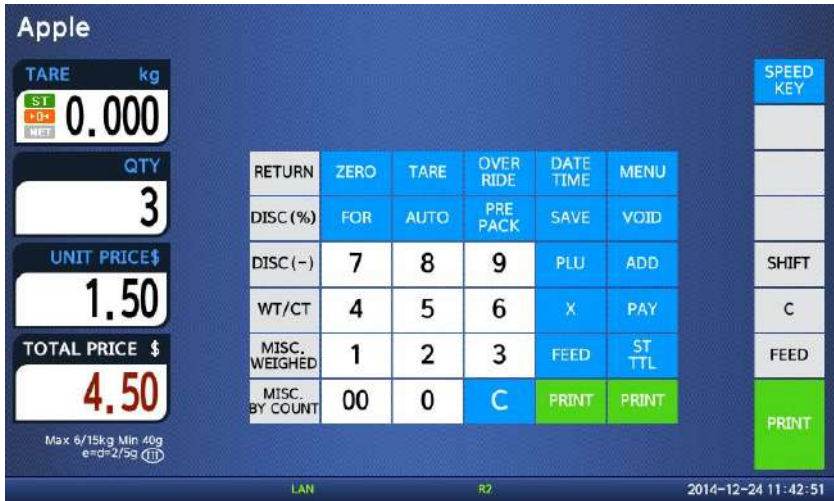 Apple
TARE kg
ST
→0←
NET
0.000
QTY
3
UNIT PRICE$
1.50
TOTAL PRICE $
4.50
Max 6/15kg Min 40g
e=d=2/5g III
RETURN ZERO TARE OVER RIDE DATE TIME MENU
DISC(%) FOR AUTO PRE PACK SAVE VOID
DISC(-) 7 8 9 PLU ADD
WT/CT 4 5 6 X PAY
MISC. WEIGHED 1 2 3 FEED ST TTL
MISC. BY COUNT 00 0 C PRINT PRINT
SPEED
KEY
SHIFT
C
FEED
PRINT
LAN R2 2014-12-24 11:42:51